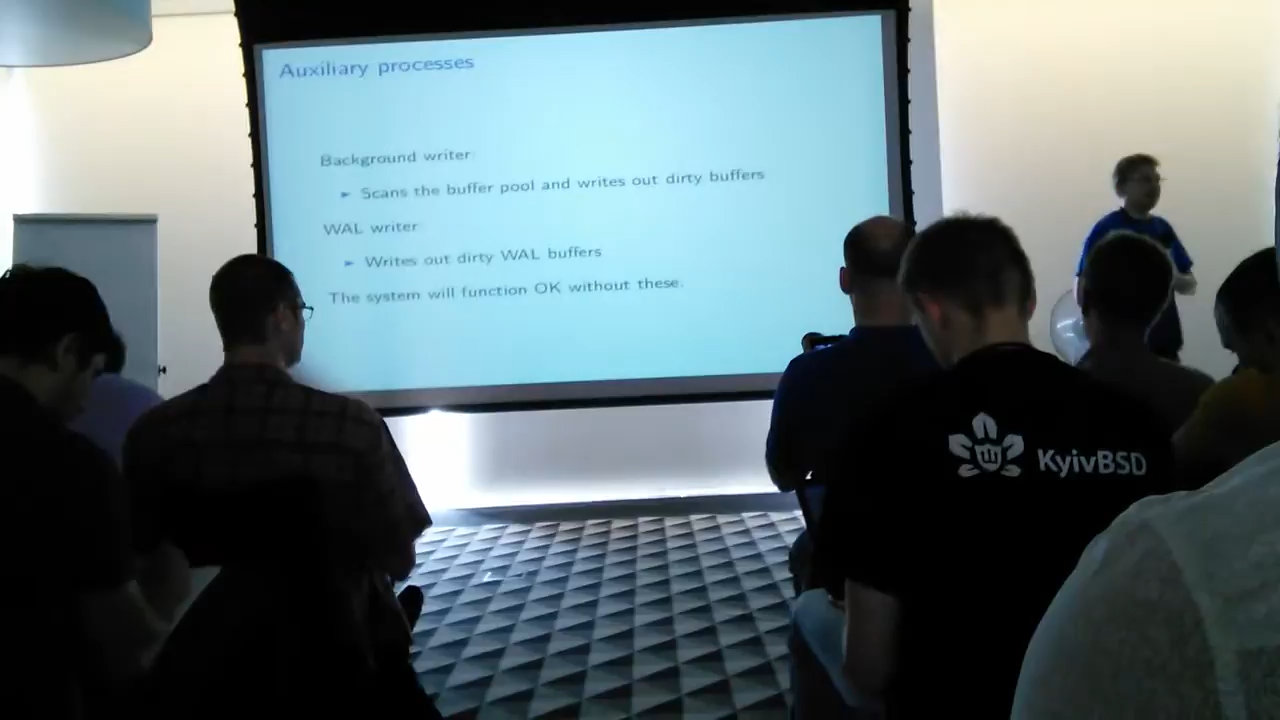 Auxiliary processes
Background writer:
► Scans the buffer pool and writes out dirty buffers
WAL writer:
► Writes out dirty WAL buffers
The system will function OK without these.
KyivBSD